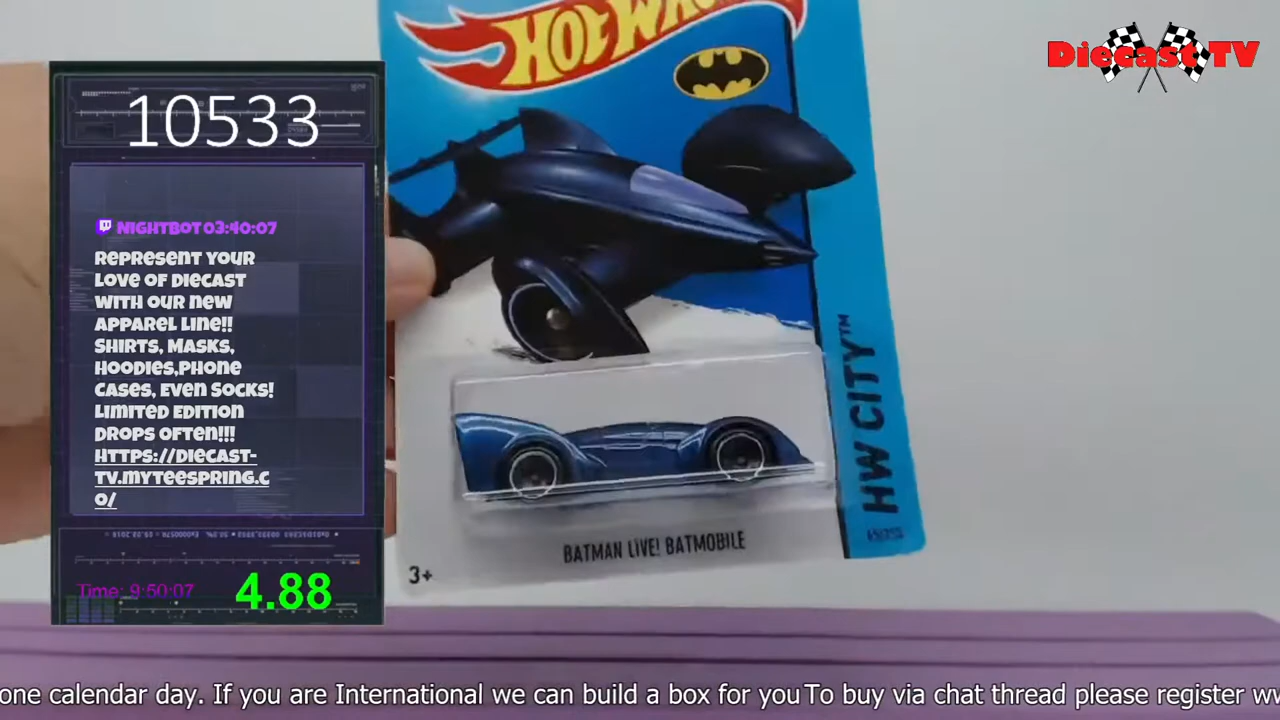 10533
NIGHTBOT 03:40:07
REPRESENT YOUR
LOVE OF DIECAST
WITH OUR NEW
APPAREL LINE!!
SHIRTS, MASKS,
HOODIES,PHONE
CASES, EVEN SOCKS!
LIMITED EDITION
DROPS OFTEN!!!
HTTPS://DIECAST-
TV.MYTEESPRING.C
O/
Time: 9:50:07
4.88
HOT WHE
Diecast TV
HW CITY™
BATMAN LIVE! BATMOBILE
3+
one calendar day. If you are International we can build a box for you To buy via chat thread please register ww